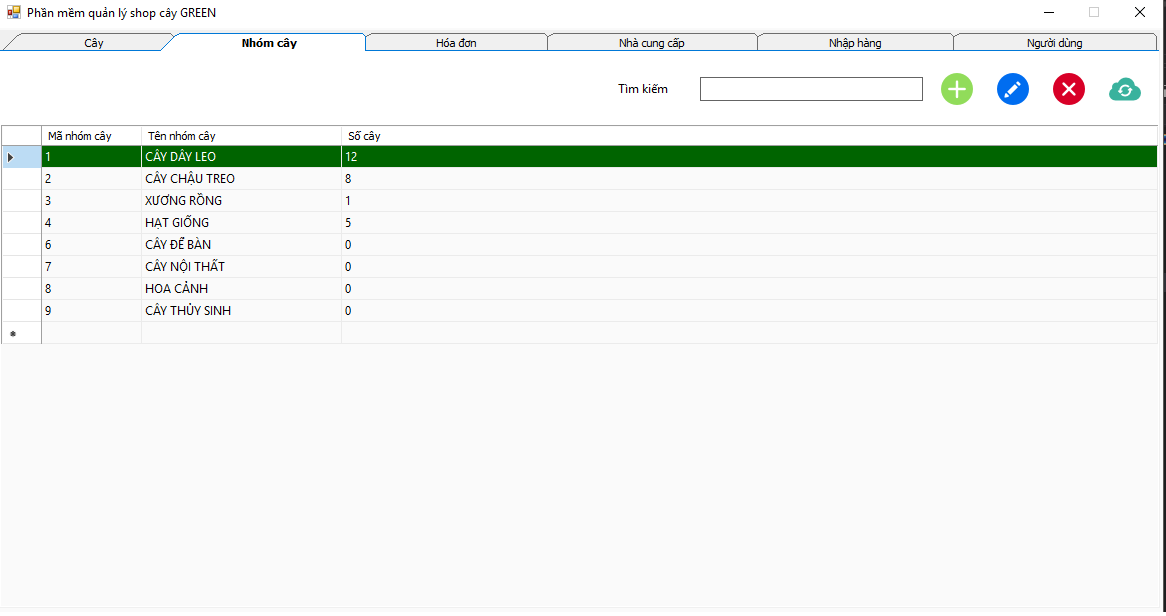 Phần mềm quản lý shop cây GREEN
Cây Nhóm cây Hóa đơn Nhà cung cấp Nhập hàng Người dùng
Tìm kiếm
Mã nhóm cây Tên nhóm cây Số cây
1 CÂY DÂY LEO 12
2 CÂY CHẬU TREO 8
3 XƯƠNG RỒNG 1
4 HẠT GIỐNG 5
6 CÂY ĐỂ BÀN 0
7 CÂY NỘI THẤT 0
8 HOA CẢNH 0
9 CÂY THỦY SINH 0